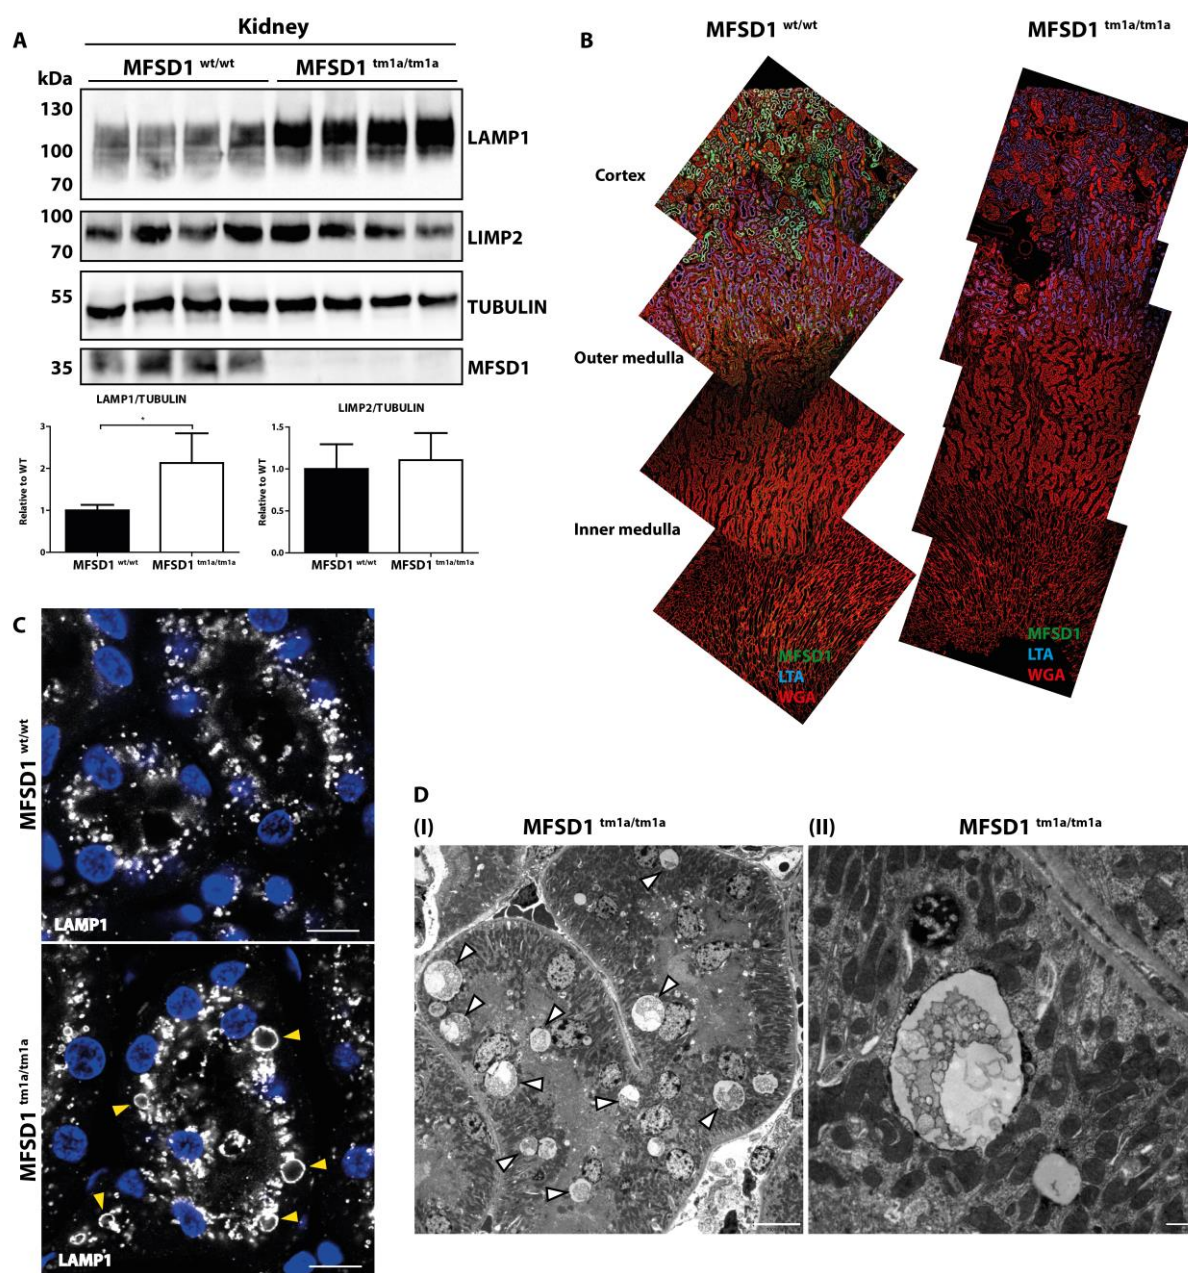 A
Kidney
MFSD1 wt/wt
MFSD1 tm1a/tm1a
kDa
130
100
70
LAMP1
100
70
LIMP2
55
TUBULIN
35
MFSD1
LAMP1/TUBULIN
Relative to WT
3
2
1
0
*
MFSD1 wt/wt
MFSD1 tm1a/tm1a
LIMP2/TUBULIN
Relative to WT
1.5
1.0
0.5
0.0
MFSD1 wt/wt
MFSD1 tm1a/tm1a
B
MFSD1 wt/wt
MFSD1 tm1a/tm1a
Cortex
Outer medulla
Inner medulla
MFSD1
LTA
WGA
MFSD1
LTA
WGA
C
MFSD1 wt/wt
LAMP1
MFSD1 tm1a/tm1a
LAMP1
D
(I)
MFSD1 tm1a/tm1a
(II)
MFSD1 tm1a/tm1a